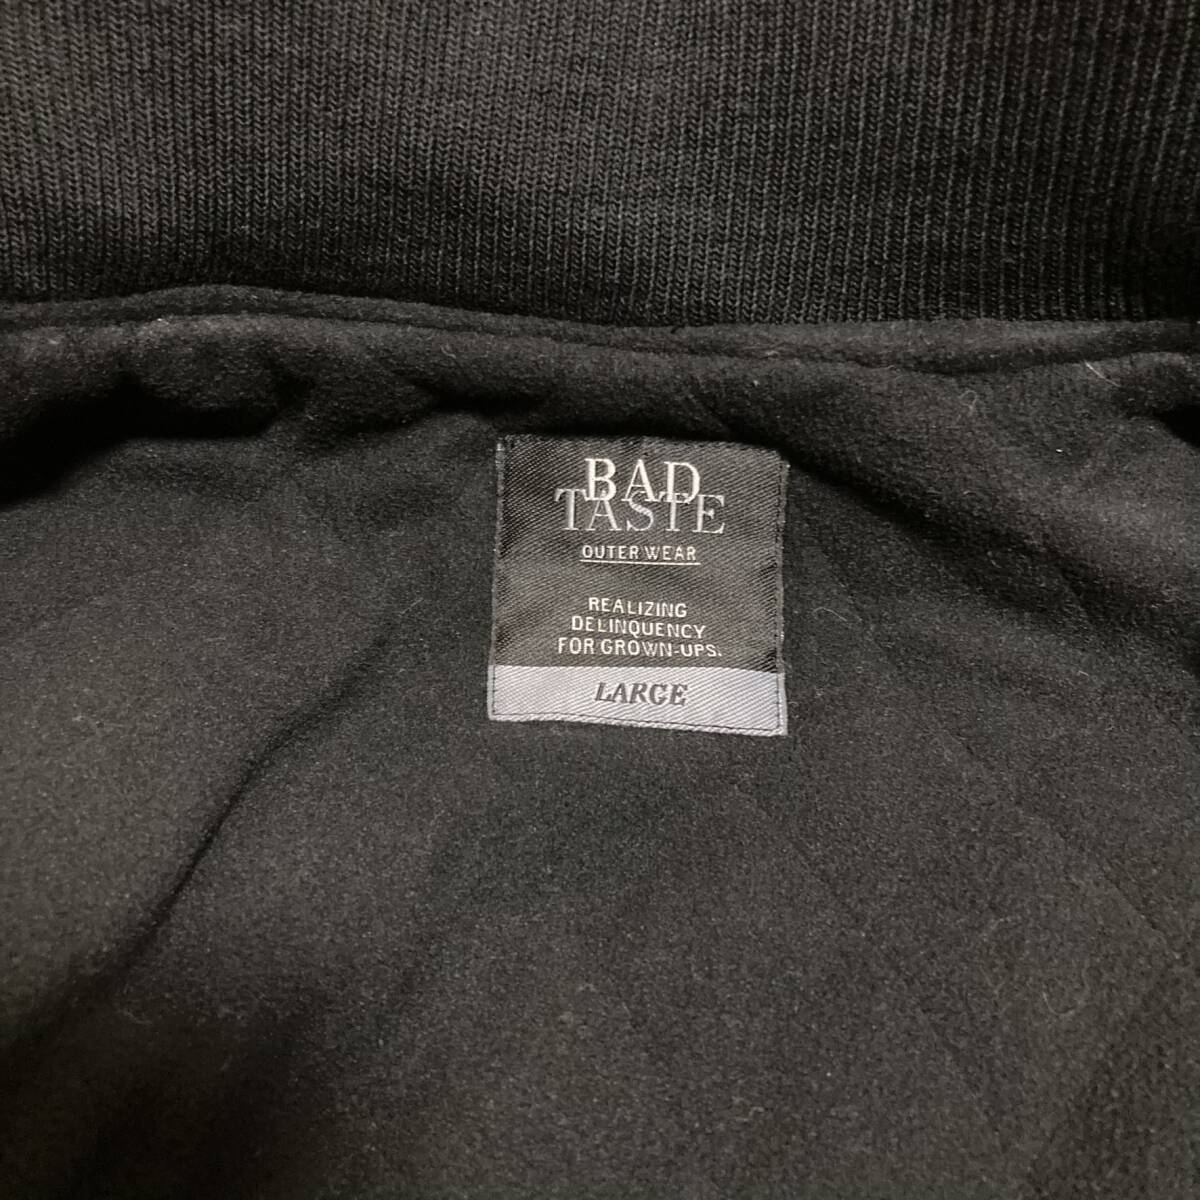 BAD
TASTE
OUTER WEAR
REALIZING
DELINQUENCY
FOR GROWN-UPS.
LARGE